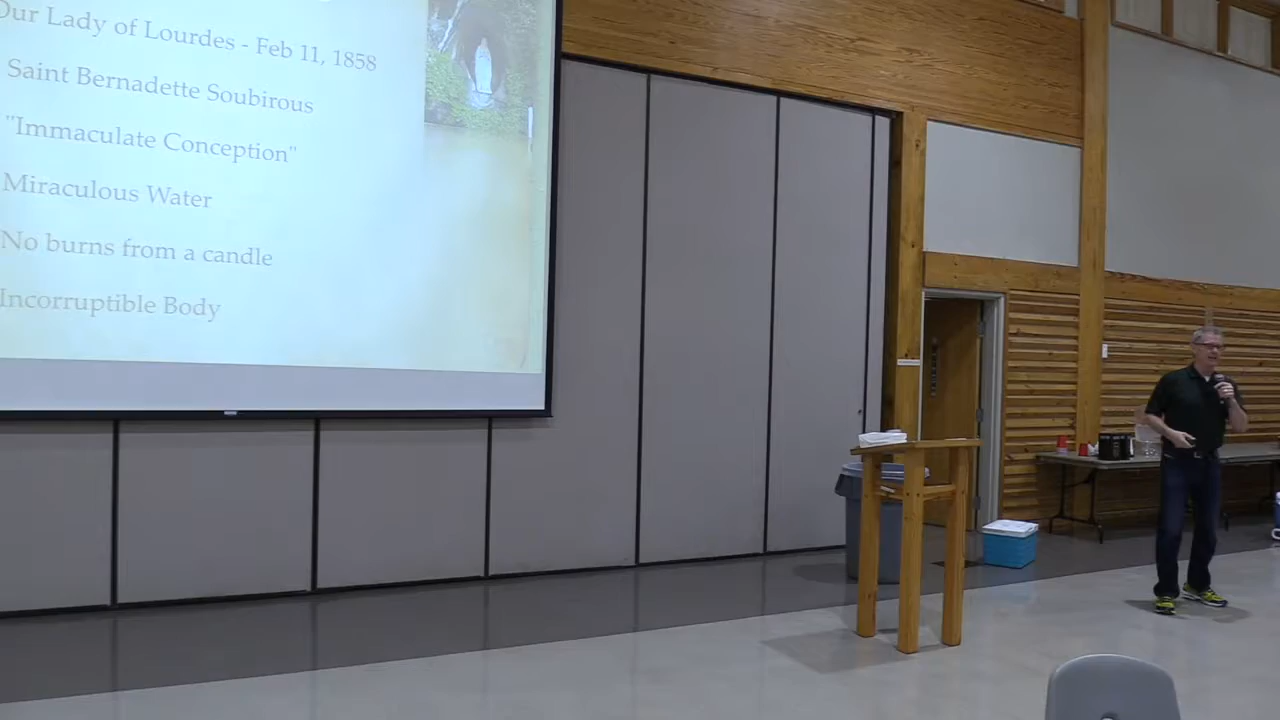 Our Lady of Lourdes - Feb 11, 1858
Saint Bernadette Soubirous
"Immaculate Conception"
Miraculous Water
No burns from a candle
Incorruptible Body